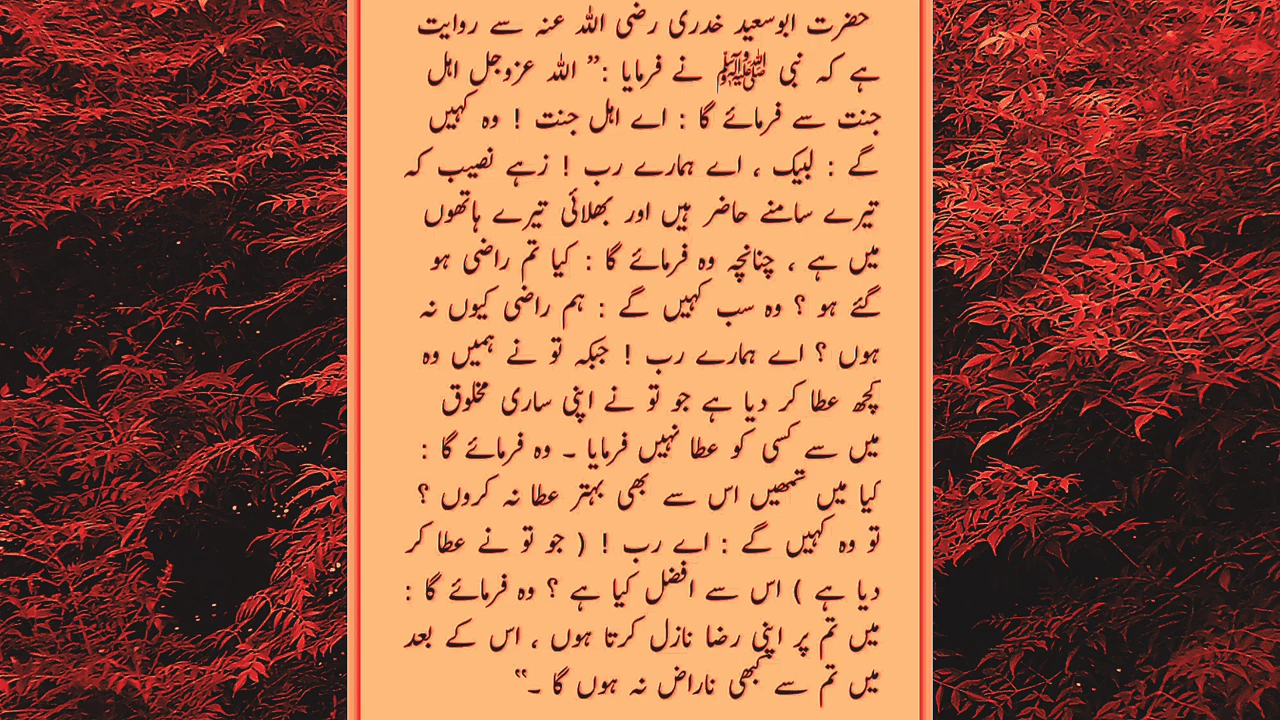 حضرت ابوسعید خدری رضی اللہ عنہ سے روایت
ہے کہ نبی ﷺ نے فرمایا :” اللہ عزوجل اہل
جنت سے فرمائے گا : اے اہل جنت ! وہ کہیں
گے : لبیک ، اے ہمارے رب ! زہے نصیب کہ
تیرے سامنے حاضر ہیں اور بھلائی تیرے ہاتھوں
میں ہے ، چنانچہ وہ فرمائے گا : کیا تم راضی ہو
گئے ہو ؟ وہ سب کہیں گے : ہم راضی کیوں نہ
ہوں ؟ اے ہمارے رب ! جبکہ تو نے ہمیں وہ
کچھ عطا کر دیا ہے جو تو نے اپنی ساری مخلوق
میں سے کسی کو عطا نہیں فرمایا ۔ وہ فرمائے گا :
کیا میں تمھیں اس سے بھی بہتر عطا نہ کروں ؟
تو وہ کہیں گے : اے رب ! ( جو تو نے عطا کر
دیا ہے ) اس سے افضل کیا ہے ؟ وہ فرمائے گا :
میں تم پر اپنی رضا نازل کرتا ہوں ، اس کے بعد
میں تم سے کبھی ناراض نہ ہوں گا ۔“